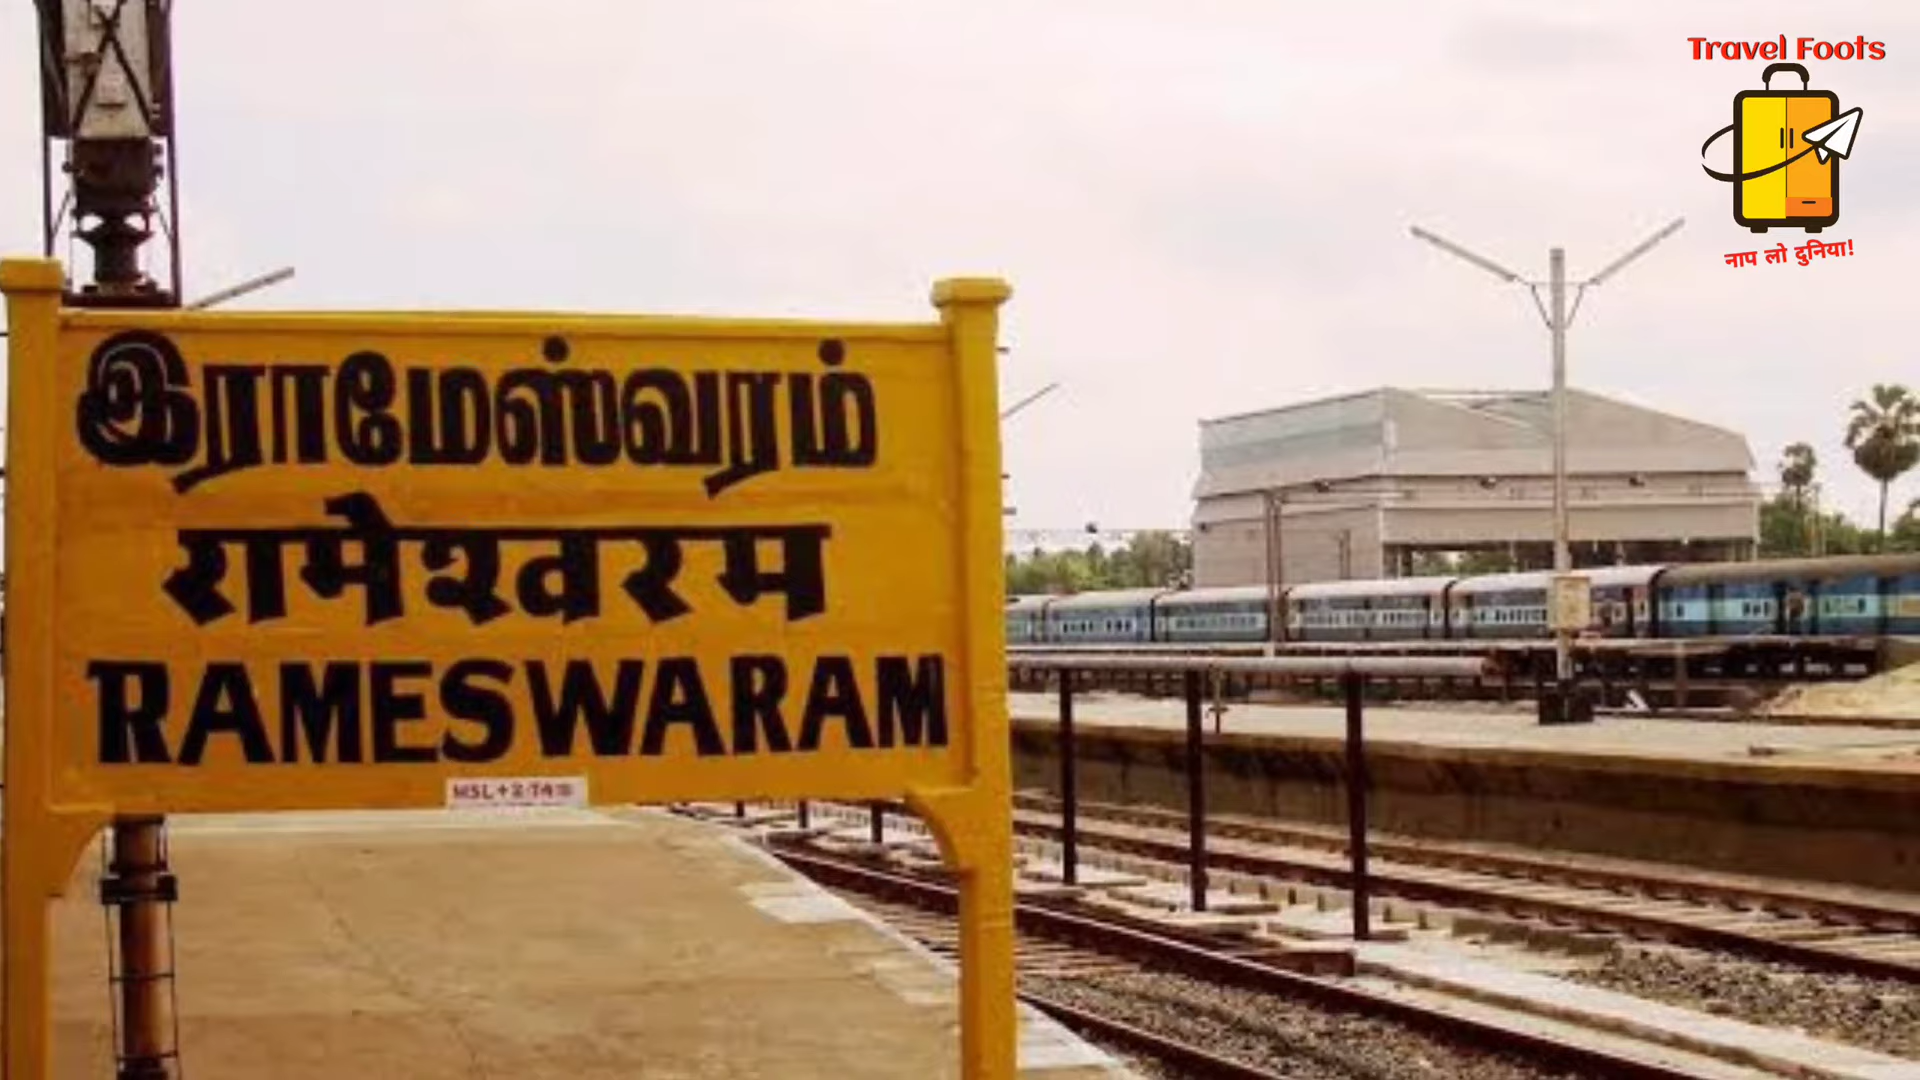 Travel Foots
नाप लो दुनिया!
இராமேஸ்வரம்
रामेश्वरम
RAMESWARAM